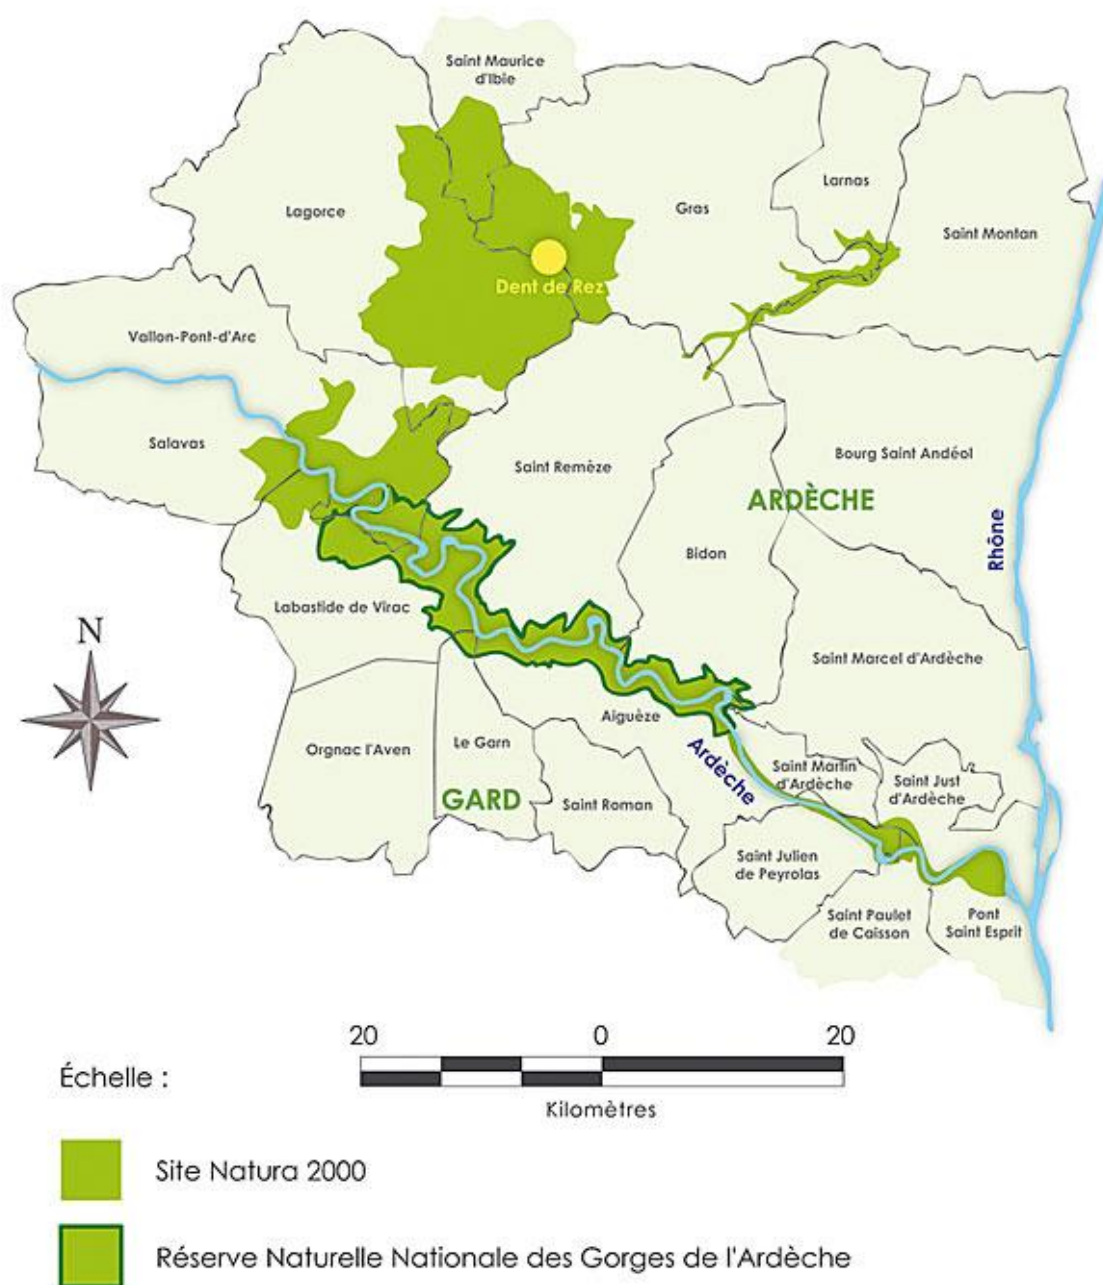 Saint Maurice
d'Ibie
Larnas
Lagorce
Gras
Saint Montan
Dent de Rez
Vallon-Pont-d'Arc
Salavas
Saint Remèze
Bourg Saint Andéol
ARDÈCHE
Rhône
Bidon
Labastide de Virac
N
Saint Marcel d'Ardèche
Aiguèze
Orgnac l'Aven
Le Garn
Ardèche
Saint Martin
d'Ardèche
Saint Just
d'Ardèche
GARD
Saint Roman
Saint Julien
de Peyrolas
Saint Paulet
de Caisson
Pont
Saint Esprit
20 0 20
Échelle :
Kilomètres
Site Natura 2000
Réserve Naturelle Nationale des Gorges de l'Ardèche